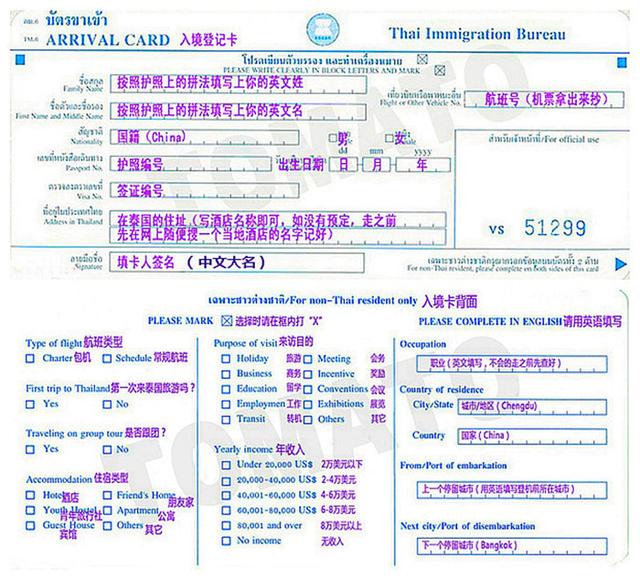 ตม.6 บัตรขาเข้า
TM.6 ARRIVAL CARD 入境登记卡
Thai Immigration Bureau
โปรดเขียนตัวบรรจง และทำเครื่องหมาย ☒
PLEASE WRITE CLEARLY IN BLOCK LETTERS AND MARK ☒
ชื่อสกุล
Family Name 按照护照上的拼法填写上你的英文姓
ชื่อตัวและชื่อรอง
First Name and Middle Name 按照护照上的拼法填写上你的英文名
เที่ยวบินหรือพาหนะอื่น
Flight or Other Vehicle No. 航班号（机票拿出来抄）
สัญชาติ
Nationality 国籍（China） 男 女
dd mm yyyy
เลขที่หนังสือเดินทาง
Passport No. 护照编号 出生日期 日 月 年
สำหรับเจ้าหน้าที่/For official use
ตรวจลงตราเลขที่
Visa No. 签证编号
ที่อยู่ในประเทศไทย
Address in Thailand 在泰国的住址（写酒店名称即可，如没有预定，走之前
先在网上随便搜一个当地酒店的名字记好）
VS 51299
ลายมือชื่อ
Signature 填卡人签名（中文大名）
เฉพาะชาวต่างชาติกรุณากรอกข้อมูลบนบัตรทั้ง 2 ด้าน
For non-Thai resident, please complete on both sides of this card
TOMATO
เฉพาะชาวต่างชาติ/For non-Thai resident only 入境卡背面
PLEASE MARK ☒ 选择时请在框内打 "X"
PLEASE COMPLETE IN ENGLISH 请用英语填写
Type of flight 航班类型
Charter 包机 Schedule 常规航班
First trip to Thailand 第一次来泰国旅游吗？
Yes No
Traveling on group tour 是否跟团？
Yes No
Accommodation 住宿类型
Hotel 酒店 Friend's Home 朋友家
Youth Hostel 青年旅行社 Apartment 公寓
Guest House 宾馆 Others 其它
Purpose of visit 来访目的
Holiday 旅游 Meeting 会务
Business 商务 Incentive 奖励
Education 留学 Conventions 会议
Employmen 工作 Exhibitions 展览
Transit 转机 Others 其它
Yearly income 年收入
Under 20,000 US$ 2万美元以下
20,000-40,000 US$ 2-4万美元
40,001-60,000 US$ 4-6万美元
60,001-80,000 US$ 6-8万美元
80,001 and over 8万美元以上
No income 无收入
Occupation
职业（英文填写，不会的走之前先查好）
Country of residence
City/State 城市/地区（Chengdu）
Country 国家（China）
From/Port of embarkation
上一个停留城市（用英语填写登机前所在城市）
Next city/Port of disembarkation
下一个停留城市（Bangkok）
TOMATO